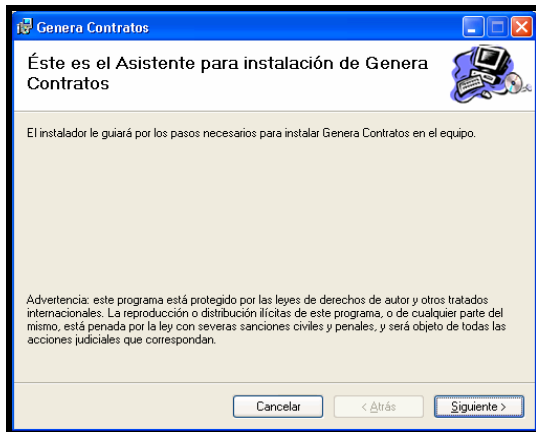 Genera Contratos
Éste es el Asistente para instalación de Genera
Contratos
El instalador le guiará por los pasos necesarios para instalar Genera Contratos en el equipo.
Advertencia: este programa está protegido por las leyes de derechos de autor y otros tratados
internacionales. La reproducción o distribución ilícitas de este programa, o de cualquier parte del
mismo, está penada por la ley con severas sanciones civiles y penales, y será objeto de todas las
acciones judiciales que correspondan.
Cancelar < Atrás Siguiente >